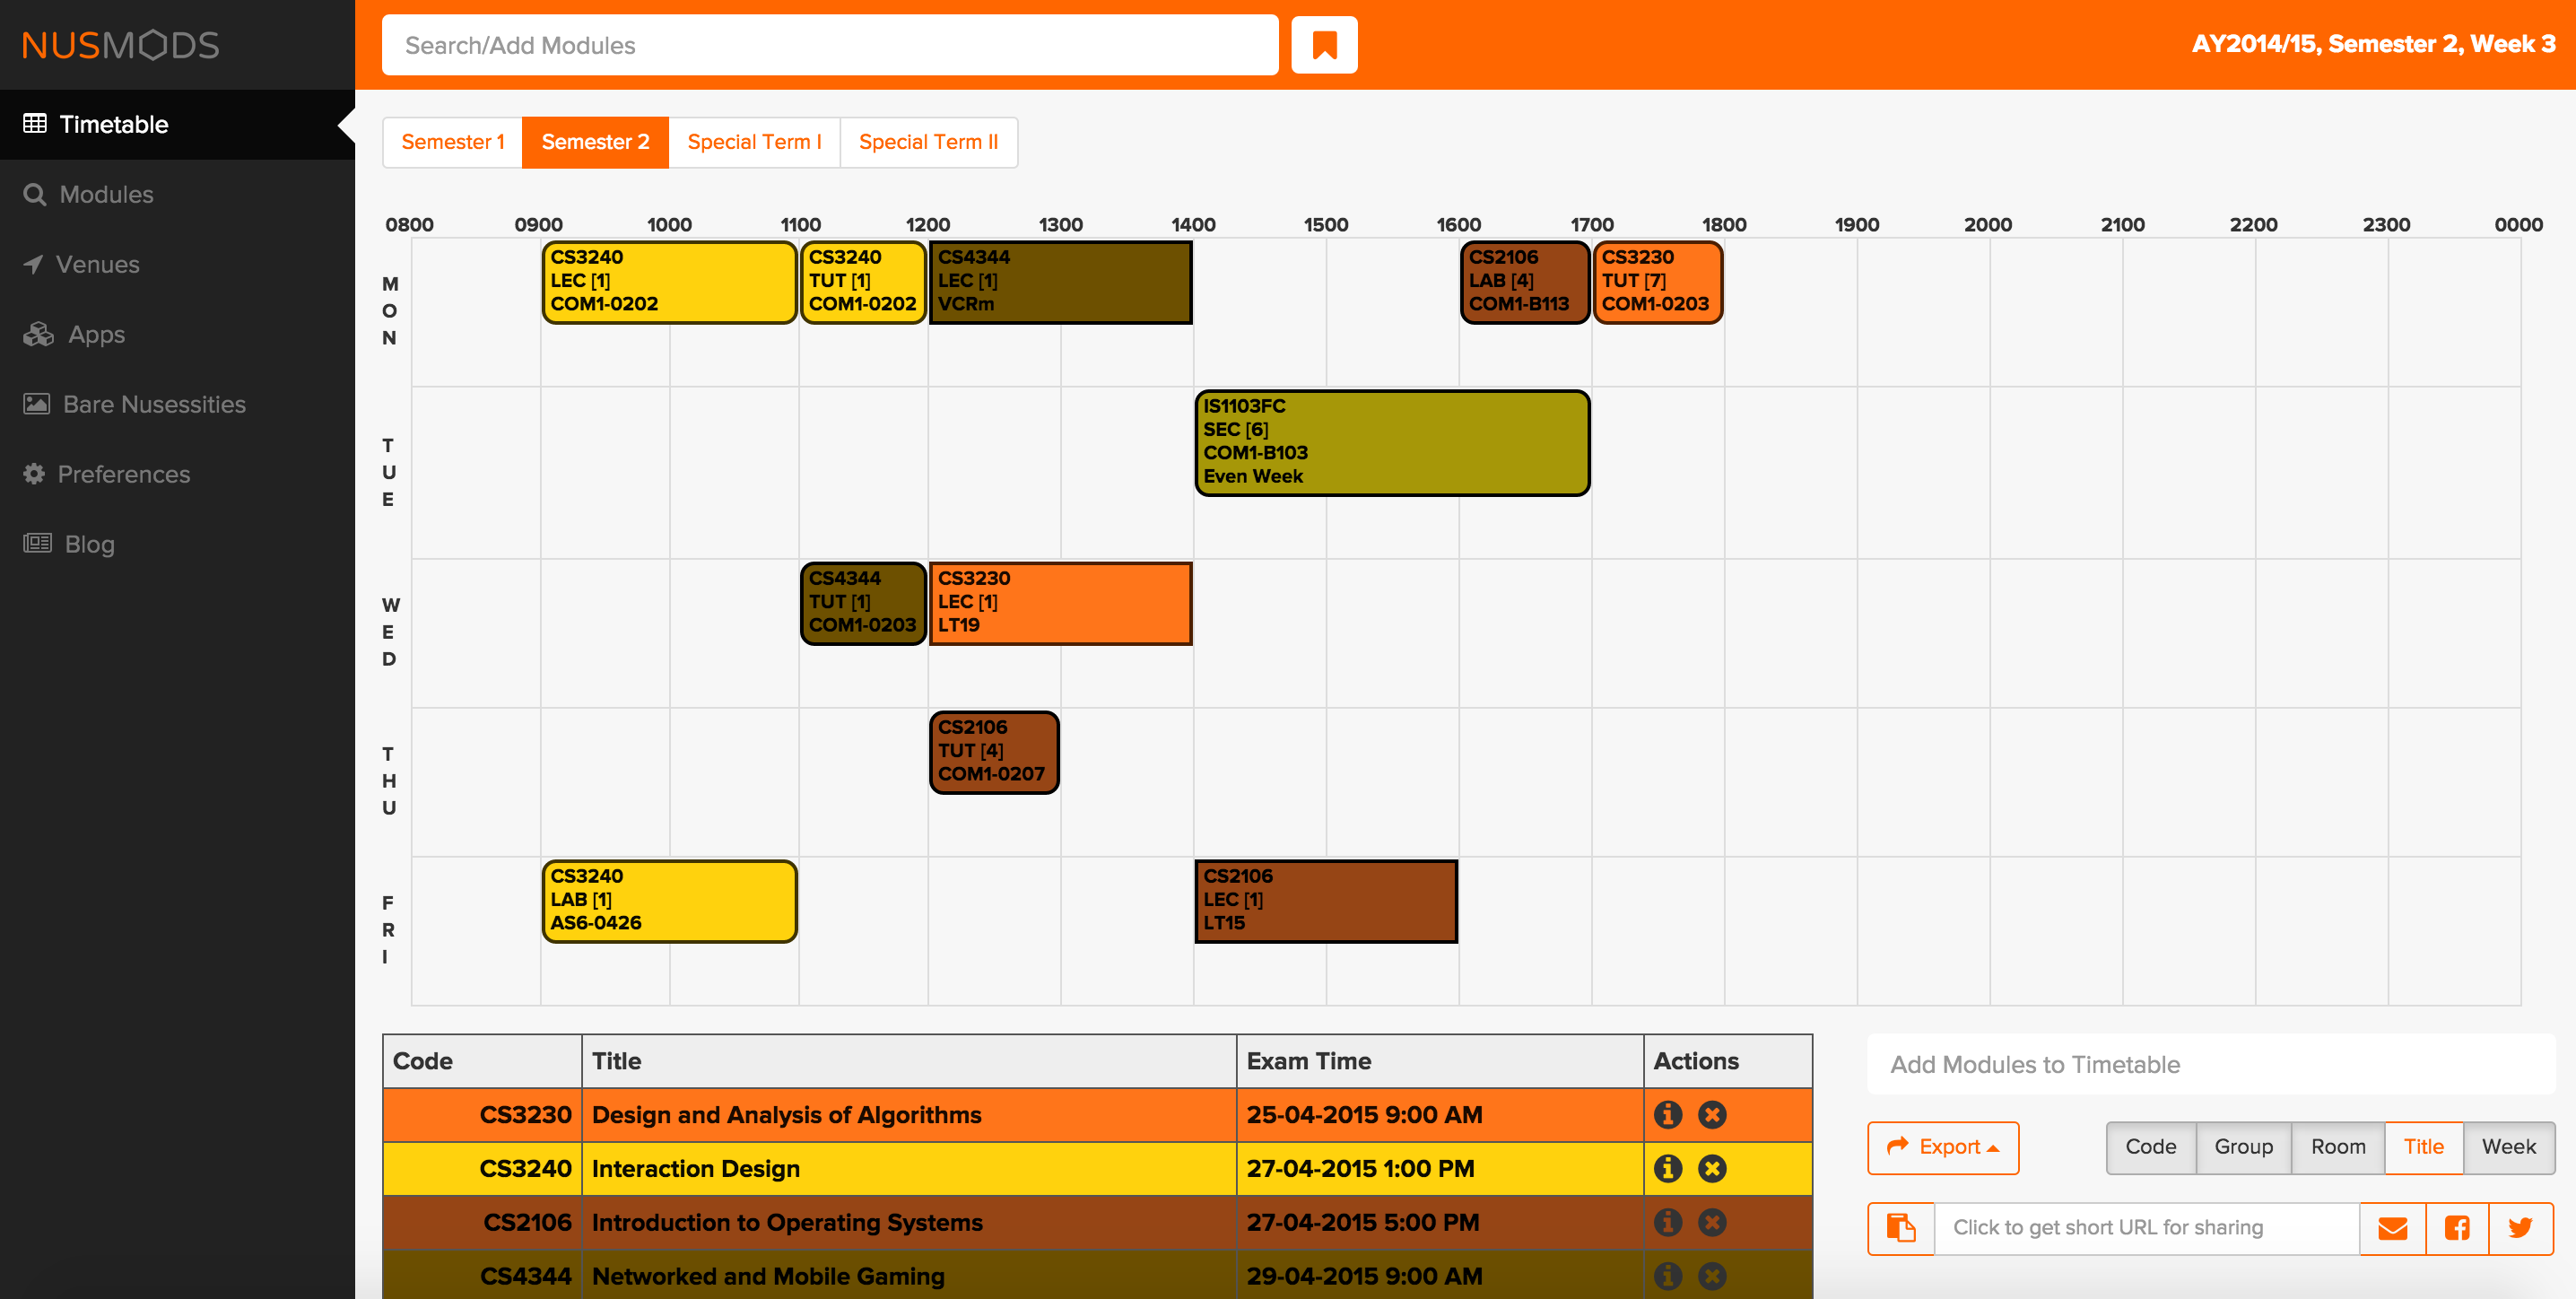 NUSMODS
Search/Add Modules
AY2014/15, Semester 2, Week 3
Timetable
Modules
Venues
Apps
Bare Nusessities
Preferences
Blog
Semester 1 Semester 2 Special Term I Special Term II
0800 0900 1000 1100 1200 1300 1400 1500 1600 1700 1800 1900 2000 2100 2200 2300 0000
MON
CS3240
LEC [1]
COM1-0202
CS3240
TUT [1]
COM1-0202
CS4344
LEC [1]
VCRm
CS2106
LAB [4]
COM1-B113
CS3230
TUT [7]
COM1-0203
TUE
IS1103FC
SEC [6]
COM1-B103
Even Week
WED
CS4344
TUT [1]
COM1-0203
CS3230
LEC [1]
LT19
THU
CS2106
TUT [4]
COM1-0207
FRI
CS3240
LAB [1]
AS6-0426
CS2106
LEC [1]
LT15
Code Title Exam Time Actions
CS3230 Design and Analysis of Algorithms 25-04-2015 9:00 AM
CS3240 Interaction Design 27-04-2015 1:00 PM
CS2106 Introduction to Operating Systems 27-04-2015 5:00 PM
CS4344 Networked and Mobile Gaming 29-04-2015 9:00 AM
Add Modules to Timetable
Export
Code Group Room Title Week
Click to get short URL for sharing